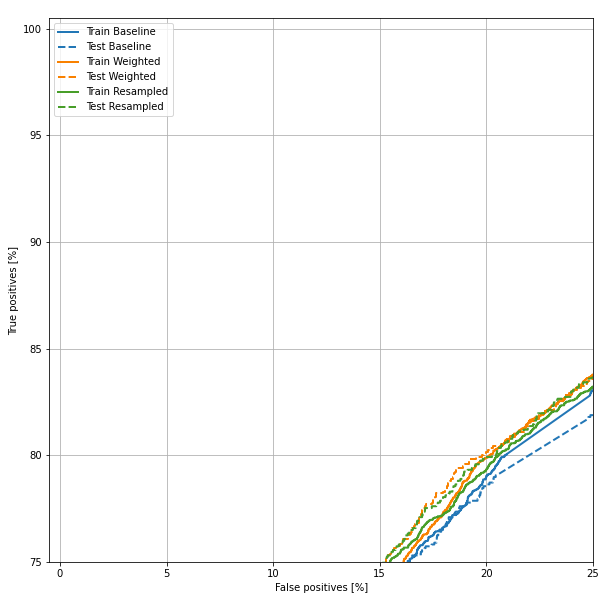 100
Train Baseline
Test Baseline
Train Weighted
Test Weighted
Train Resampled
Test Resampled
95
90
True positives [%]
85
80
75
0 5 10 15 20 25
False positives [%]